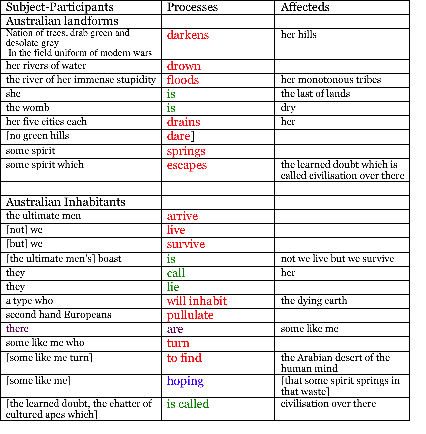 Subject-Participants Processes Affecteds
Australian landforms
Nation of trees, drab green and darkens her hills
desolate grey
In the field uniform of modern wars
her rivers of water drown
the river of her immense stupidity floods her monotonous tribes
she is the last of lands
the womb is dry
her five cities each drains her
[no green hills dare]
some spirit springs
some spirit which escapes the learned doubt which is
called civilisation over there
Australian Inhabitants
the ultimate men arrive
[not] we live
[but] we survive
[the ultimate men's] boast is not we live but we survive
they call her
they lie
a type who will inhabit the dying earth
second hand Europeans pullulate
there are some like me
some like me who turn
[some like me turn] to find the Arabian desert of the
human mind
[some like me] hoping [that some spirit springs in
that waste]
[the learned doubt, the chatter of is called civilisation over there
cultured apes which]